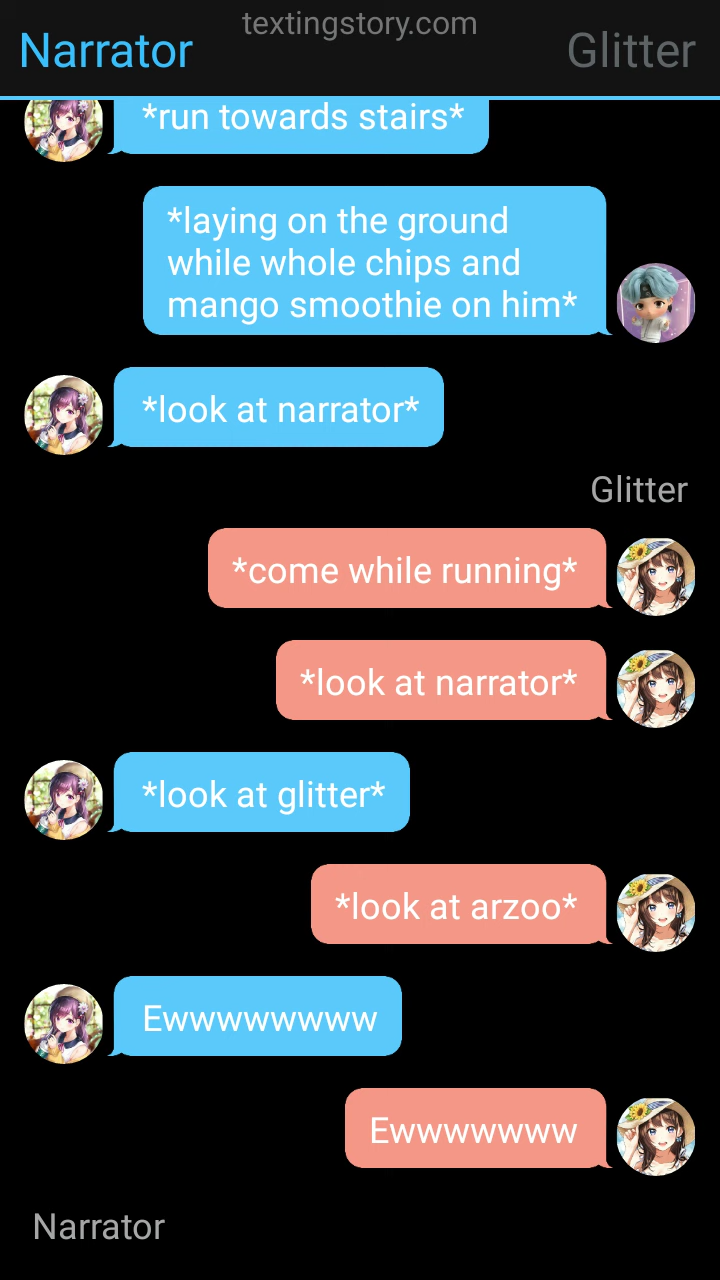 textingstory.com
Narrator
Glitter
*run towards stairs*
*laying on the ground
while whole chips and
mango smoothie on him*
*look at narrator*
Glitter
*come while running*
*look at narrator*
*look at glitter*
*look at arzoo*
Ewwwwwwww
Ewwwwwww
Narrator